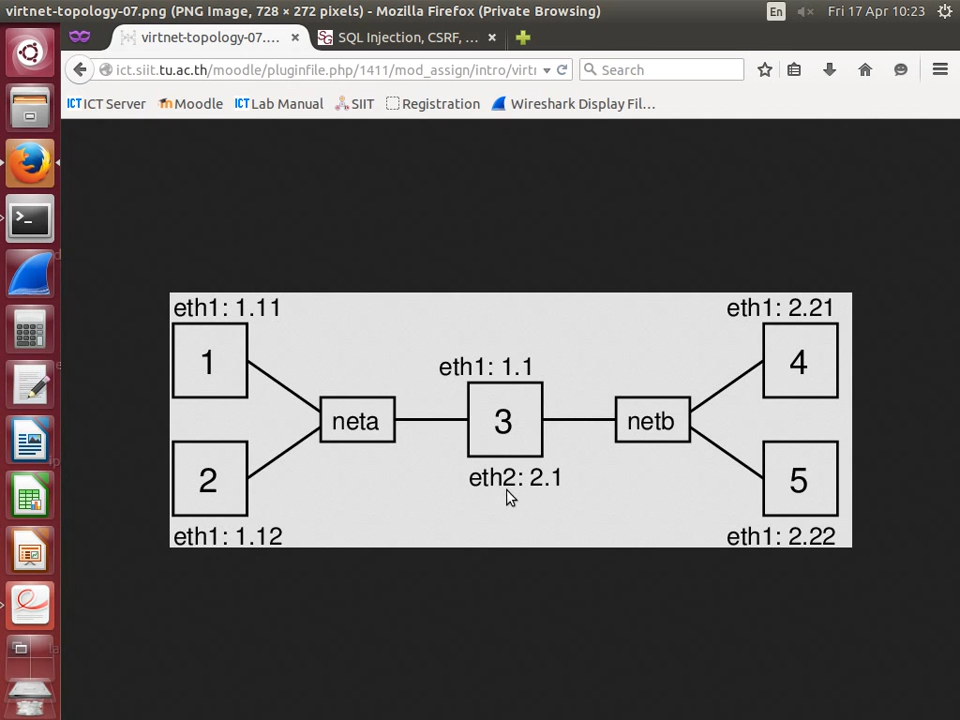 virtnet-topology-07.png (PNG Image, 728 × 272 pixels) - Mozilla Firefox (Private Browsing)
En
Fri 17 Apr 10:23
virtnet-topology-07....
SG
SQL Injection, CSRF, ...
ict.siit.tu.ac.th/moodle/pluginfile.php/1411/mod_assign/intro/virt
Search
ICT ICT Server
Moodle
ICT Lab Manual
SIIT
Registration
Wireshark Display Fil...
eth1: 1.11
eth1: 2.21
1
4
eth1: 1.1
neta
3
netb
eth2: 2.1
2
5
eth1: 1.12
eth1: 2.22